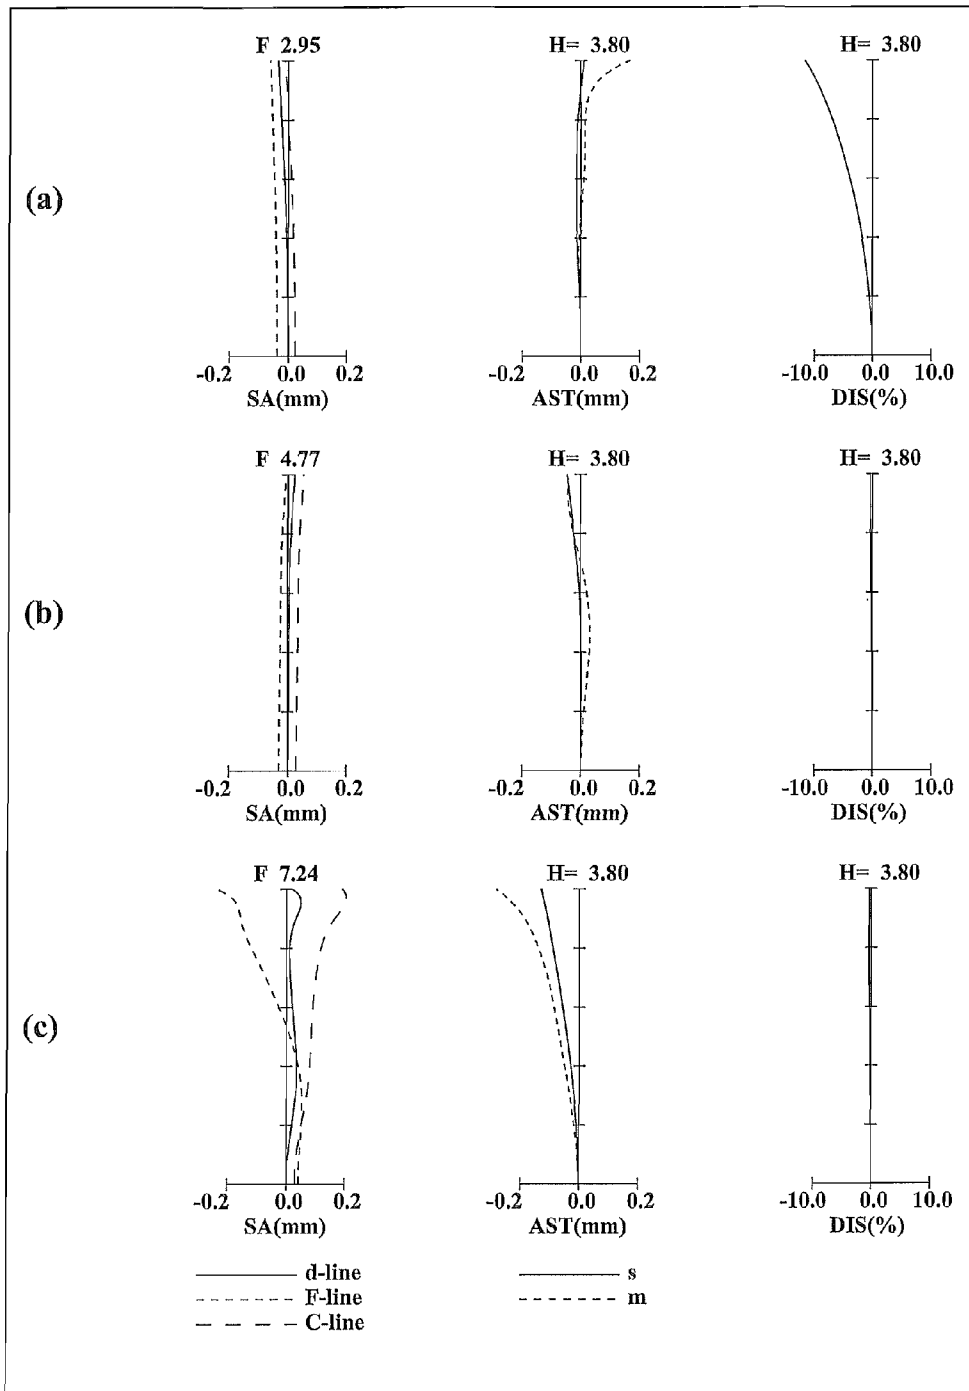 (a)
F 2.95
-0.2 0.0 0.2
SA(mm)
H= 3.80
-0.2 0.0 0.2
AST(mm)
H= 3.80
-10.0 0.0 10.0
DIS(%)
(b)
F 4.77
-0.2 0.0 0.2
SA(mm)
H= 3.80
-0.2 0.0 0.2
AST(mm)
H= 3.80
-10.0 0.0 10.0
DIS(%)
(c)
F 7.24
-0.2 0.0 0.2
SA(mm)
H= 3.80
-0.2 0.0 0.2
AST(mm)
H= 3.80
-10.0 0.0 10.0
DIS(%)
d-line
F-line
C-line
s
m